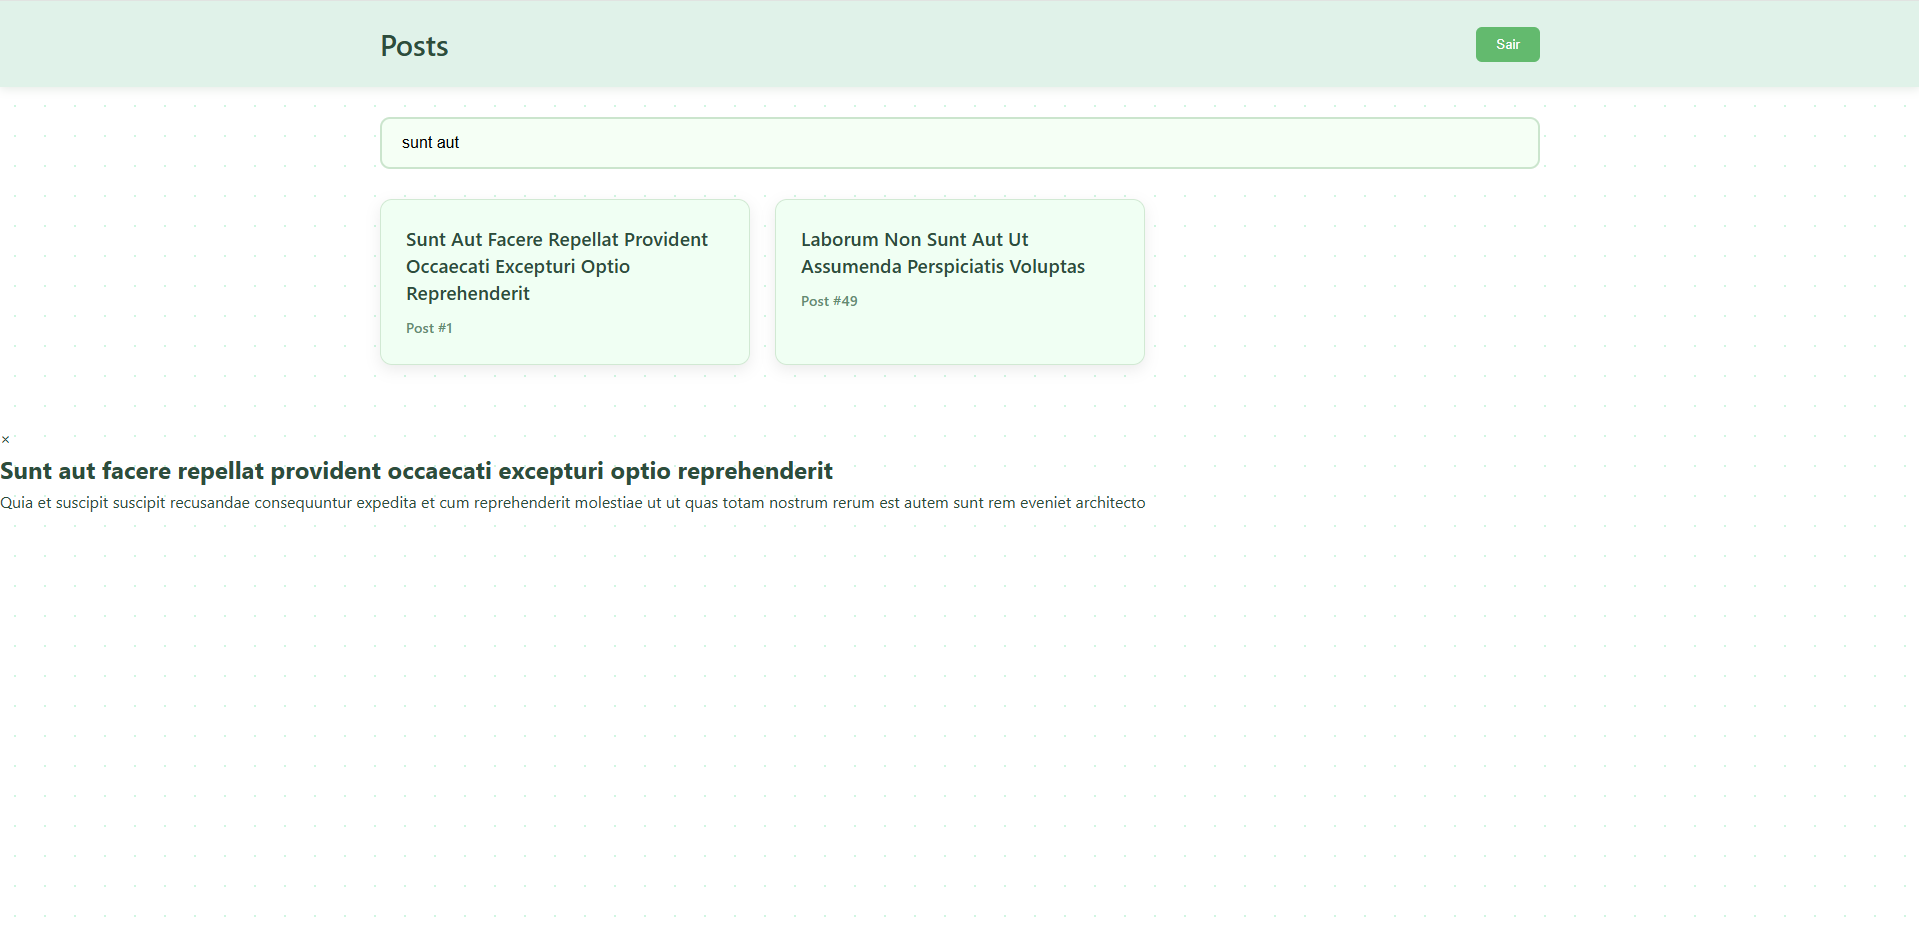 Posts
Sair
sunt aut
Sunt Aut Facere Repellat Provident
Occaecati Excepturi Optio
Reprehenderit
Post #1
Laborum Non Sunt Aut Ut
Assumenda Perspiciatis Voluptas
Post #49
×
Sunt aut facere repellat provident occaecati excepturi optio reprehenderit
Quia et suscipit suscipit recusandae consequuntur expedita et cum reprehenderit molestiae ut ut quas totam nostrum rerum est autem sunt rem eveniet architecto